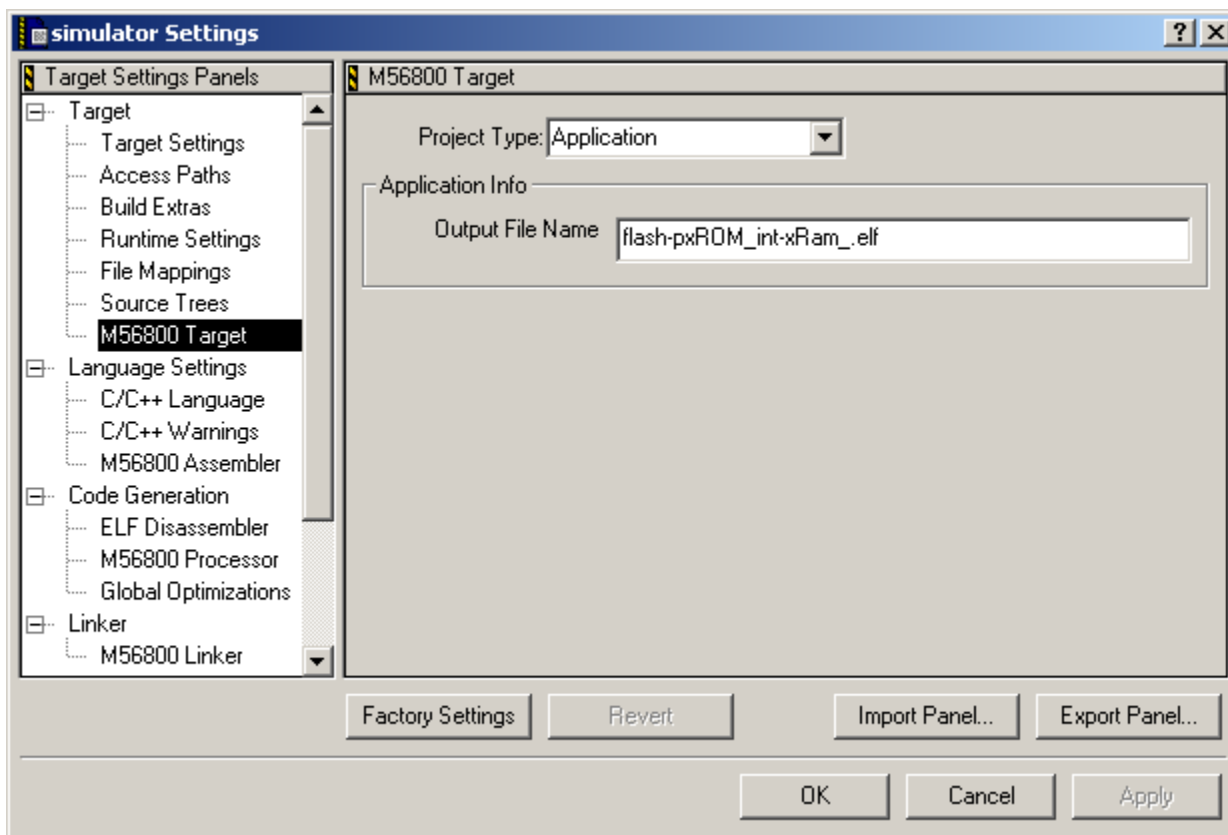 simulator Settings
Target Settings Panels
Target
Target Settings
Access Paths
Build Extras
Runtime Settings
File Mappings
Source Trees
M56800 Target
Language Settings
C/C++ Language
C/C++ Warnings
M56800 Assembler
Code Generation
ELF Disassembler
M56800 Processor
Global Optimizations
Linker
M56800 Linker
M56800 Target
Project Type: Application
Application Info
Output File Name flash-pxROM_int-xRam_.elf
Factory Settings Revert Import Panel... Export Panel...
OK Cancel Apply